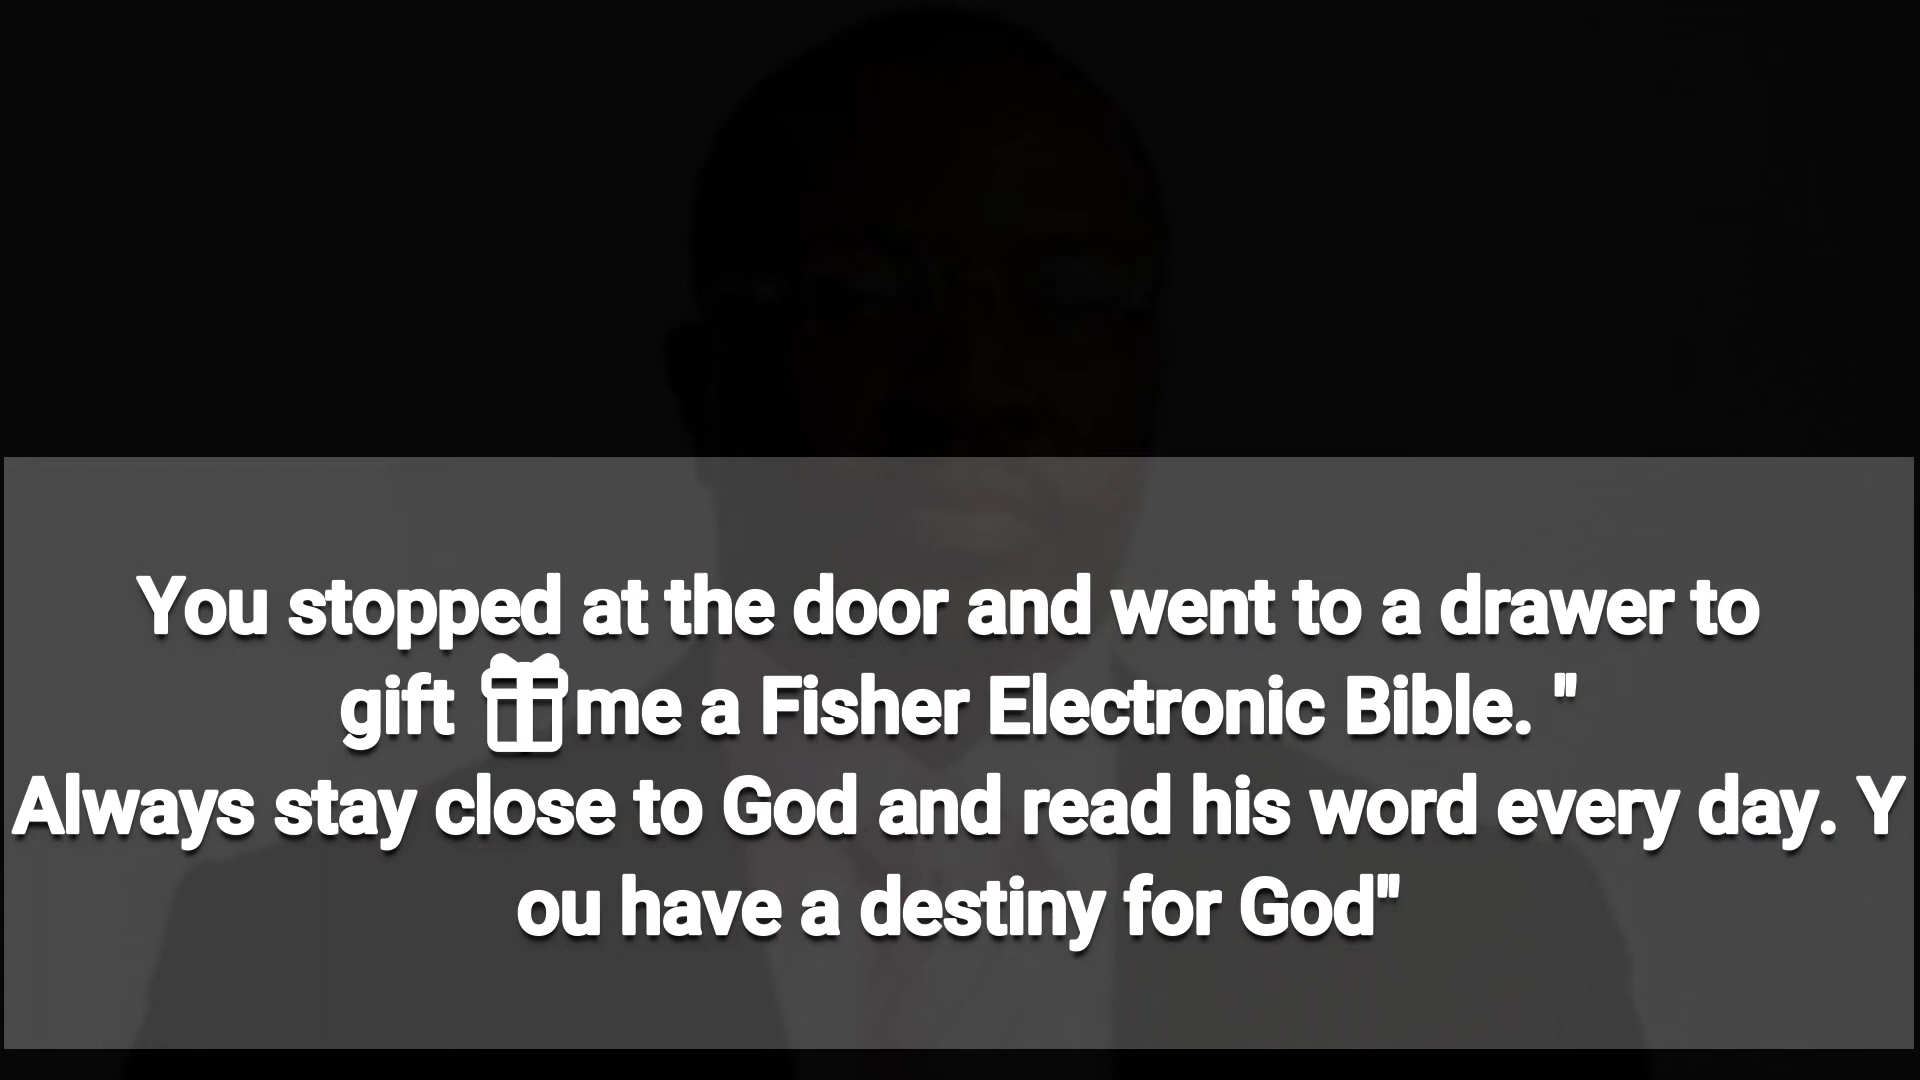 You stopped at the door and went to a drawer to
gift 🎁me a Fisher Electronic Bible. "
Always stay close to God and read his word every day. Y
ou have a destiny for God"